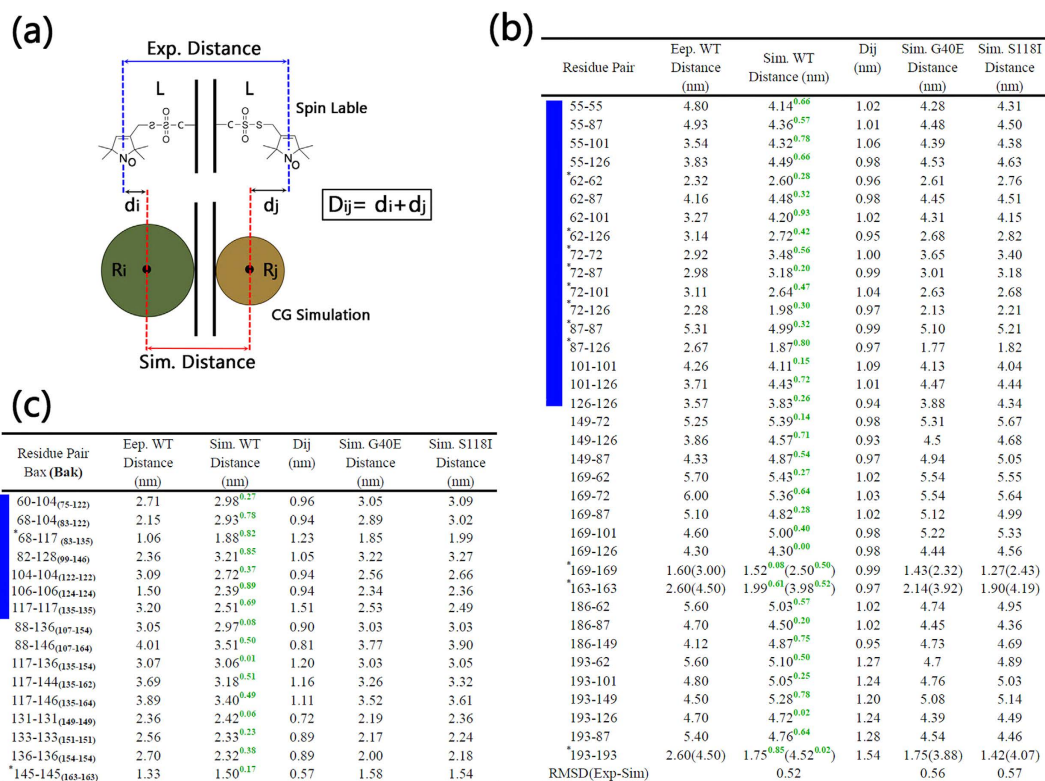 (a)
Exp. Distance
L L
Spin Lable
S-S-C C-S-S
O O O O
N O N O
di dj
Dij= di+dj
Ri Rj
CG Simulation
Sim. Distance
(b)
Residue Pair Eep. WT Distance (nm) Sim. WT Distance (nm) Dij (nm) Sim. G40E Distance (nm) Sim. S118I Distance (nm)
55-55 4.80 4.14 0.66 1.02 4.28 4.31
55-87 4.93 4.36 0.57 1.01 4.48 4.50
55-101 3.54 4.32 0.78 1.06 4.39 4.38
55-126 3.83 4.49 0.66 0.98 4.53 4.63
*62-62 2.32 2.60 0.28 0.96 2.61 2.76
62-87 4.16 4.48 0.32 0.98 4.45 4.51
62-101 3.27 4.20 0.93 1.02 4.31 4.15
*62-126 3.14 2.72 0.42 0.95 2.68 2.82
*72-72 2.92 3.48 0.56 1.00 3.65 3.40
*72-87 2.98 3.18 0.20 0.99 3.01 3.18
*72-101 3.11 2.64 0.47 1.04 2.63 2.68
*72-126 2.28 1.98 0.30 0.97 2.13 2.21
*87-87 5.31 4.99 0.32 0.99 5.10 5.21
*87-126 2.67 1.87 0.80 0.97 1.77 1.82
101-101 4.26 4.11 0.15 1.09 4.13 4.04
101-126 3.71 4.43 0.72 1.01 4.47 4.44
126-126 3.57 3.83 0.26 0.94 3.88 4.34
149-72 5.25 5.39 0.14 0.98 5.31 5.67
149-126 3.86 4.57 0.71 0.93 4.5 4.68
149-87 4.33 4.87 0.54 0.97 4.94 5.05
169-62 5.70 5.43 0.27 1.02 5.54 5.55
169-72 6.00 5.36 0.64 1.03 5.54 5.64
169-87 5.10 4.82 0.28 1.02 5.12 4.99
169-101 4.60 5.00 0.40 0.98 5.22 5.33
169-126 4.30 4.30 0.00 0.98 4.44 4.56
*169-169 1.60(3.00) 1.52 0.08 (2.50 0.50) 0.99 1.43(2.32) 1.27(2.43)
*163-163 2.60(4.50) 1.99 0.61 (3.98 0.52) 0.97 2.14(3.92) 1.90(4.19)
186-62 5.60 5.03 0.57 1.02 4.74 4.95
186-87 4.70 4.50 0.20 1.02 4.45 4.36
186-149 4.12 4.87 0.75 0.95 4.73 4.69
193-62 5.60 5.10 0.50 1.27 4.7 4.89
193-101 4.80 5.05 0.25 1.24 4.76 5.03
193-149 4.50 5.28 0.78 1.20 5.08 5.14
193-126 4.70 4.72 0.02 1.24 4.39 4.49
193-87 5.40 4.76 0.64 1.28 4.54 4.46
*193-193 2.60(4.50) 1.75 0.85 (4.52 0.02) 1.54 1.75(3.88) 1.42(4.07)
RMSD(Exp-Sim) 0.52 0.56 0.57
(c)
Residue Pair Bax (Bak) Eep. WT Distance (nm) Sim. WT Distance (nm) Dij (nm) Sim. G40E Distance (nm) Sim. S118I Distance (nm)
60-104(75-122) 2.71 2.98 0.27 0.96 3.05 3.09
68-104(83-122) 2.15 2.93 0.78 0.94 2.89 3.02
*68-117 (83-135) 1.06 1.88 0.82 1.23 1.85 1.99
82-128(99-146) 2.36 3.21 0.85 1.05 3.22 3.27
104-104(122-122) 3.09 2.72 0.37 0.94 2.56 2.66
106-106(124-124) 1.50 2.39 0.89 0.94 2.34 2.36
117-117(135-135) 3.20 2.51 0.69 1.51 2.53 2.49
88-136(107-154) 3.05 2.97 0.08 0.90 3.03 3.03
88-146(107-164) 4.01 3.51 0.50 0.81 3.77 3.90
117-136(135-154) 3.07 3.06 0.01 1.20 3.03 3.05
117-144(135-162) 3.69 3.18 0.51 1.16 3.26 3.32
117-146(135-164) 3.89 3.40 0.49 1.11 3.52 3.61
131-131(149-149) 2.36 2.42 0.06 0.72 2.19 2.36
133-133(151-151) 2.56 2.33 0.23 0.89 2.17 2.24
136-136(154-154) 2.70 2.32 0.38 0.89 2.00 2.18
*145-145(163-163) 1.33 1.50 0.17 0.57 1.58 1.54